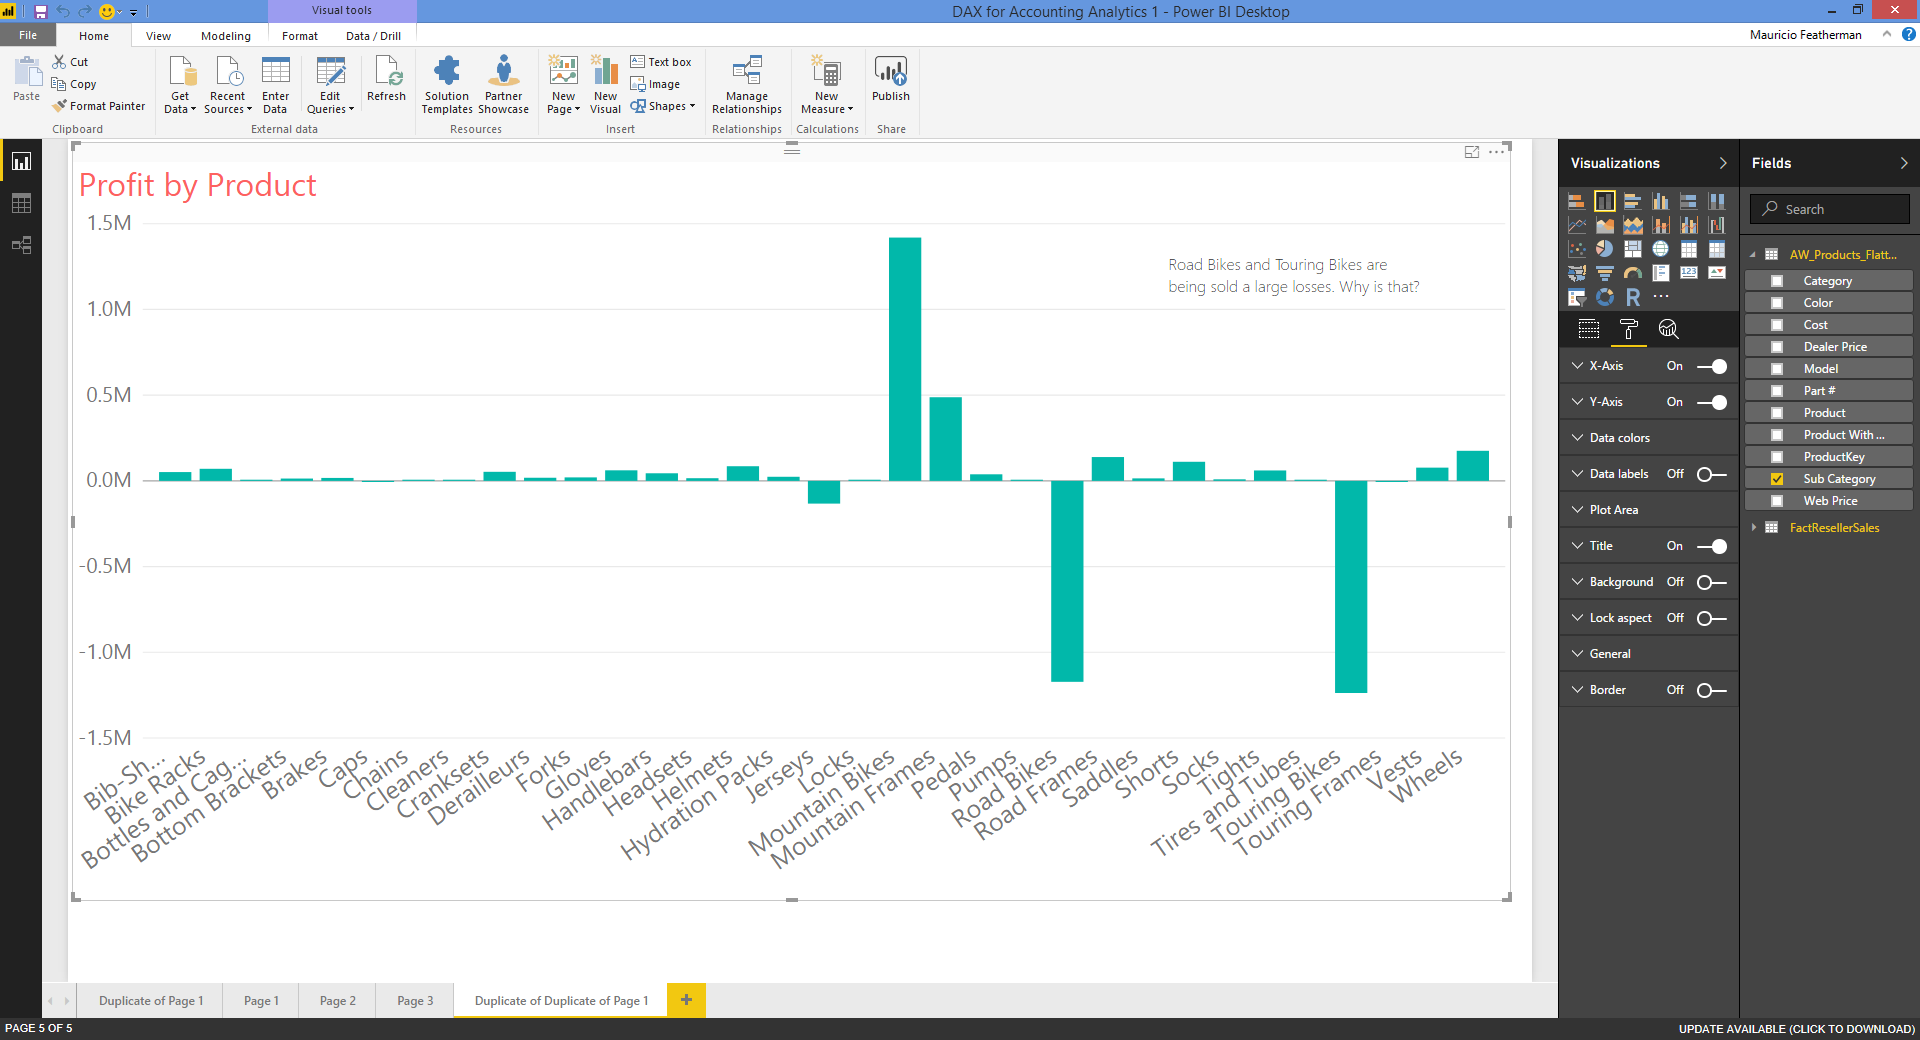 Visual tools
DAX for Accounting Analytics 1 - Power BI Desktop
File
Home
View
Modeling
Format
Data / Drill
Mauricio Featherman
Paste
Cut
Copy
Format Painter
Clipboard
Get
Data
Recent
Sources
Enter
Data
Edit
Queries
External data
Refresh
Solution
Templates
Partner
Showcase
Resources
New
Page
New
Visual
Text box
Image
Shapes
Insert
Manage
Relationships
Relationships
New
Measure
Calculations
Publish
Share
Profit by Product
Road Bikes and Touring Bikes are
being sold a large losses. Why is that?
1.5M
1.0M
0.5M
0.0M
-0.5M
-1.0M
-1.5M
Bib-Sh...
Bike Racks
Bottles and Cag...
Bottom Brackets
Brakes
Caps
Chains
Cleaners
Cranksets
Derailleurs
Forks
Gloves
Handlebars
Headsets
Helmets
Hydration Packs
Jerseys
Locks
Mountain Bikes
Mountain Frames
Pedals
Pumps
Road Bikes
Road Frames
Saddles
Shorts
Socks
Tights
Tires and Tubes
Touring Bikes
Touring Frames
Vests
Wheels
Visualizations
R
123
X-Axis On
Y-Axis On
Data colors
Data labels Off
Plot Area
Title On
Background Off
Lock aspect Off
General
Border Off
Fields
Search
AW_Products_Flatt...
Category
Color
Cost
Dealer Price
Model
Part #
Product
Product With ...
ProductKey
Sub Category
Web Price
FactResellerSales
Duplicate of Page 1
Page 1
Page 2
Page 3
Duplicate of Duplicate of Page 1
PAGE 5 OF 5
UPDATE AVAILABLE (CLICK TO DOWNLOAD)